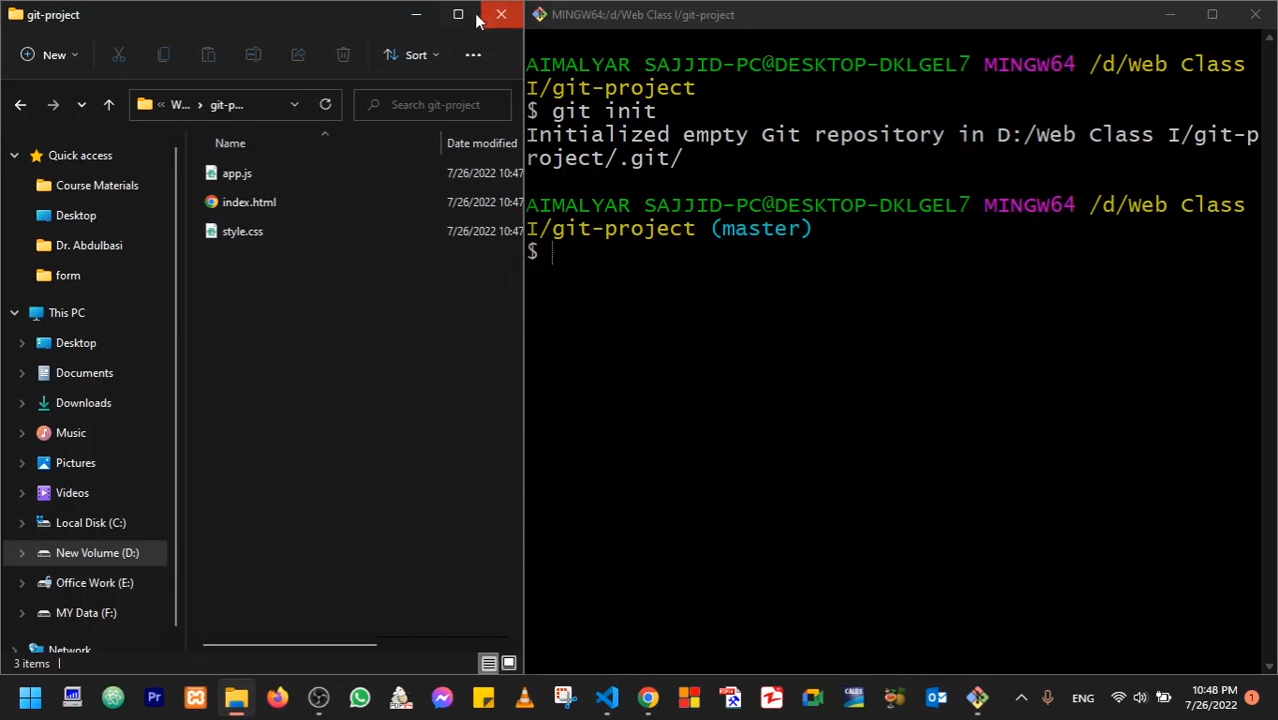 git-project
New
Sort
W...
git-p...
Search git-project
Quick access
Course Materials
Desktop
Dr. Abdulbasi
form
This PC
Desktop
Documents
Downloads
Music
Pictures
Videos
Local Disk (C:)
New Volume (D:)
Office Work (E:)
MY Data (F:)
Network
Name
Date modified
app.js
7/26/2022 10:47
index.html
7/26/2022 10:47
style.css
7/26/2022 10:47
3 items
MINGW64:/d/Web Class I/git-project
AIMALYAR SAJJID-PC@DESKTOP-DKLGEL7 MINGW64 /d/Web Class
I/git-project
$ git init
Initialized empty Git repository in D:/Web Class I/git-p
roject/.git/
AIMALYAR SAJJID-PC@DESKTOP-DKLGEL7 MINGW64 /d/Web Class
I/git-project (master)
$
Pr
ENG
10:48 PM
7/26/2022
1